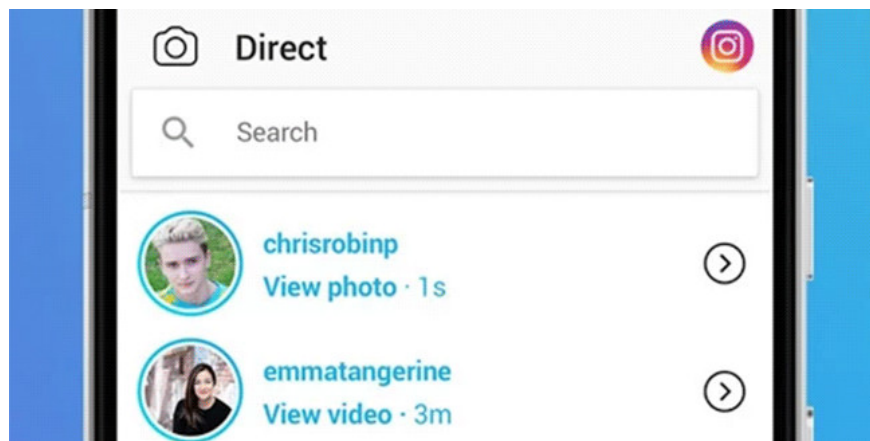 Direct
Search
chrisrobinp
View photo · 1s
emmatangerine
View video · 3m